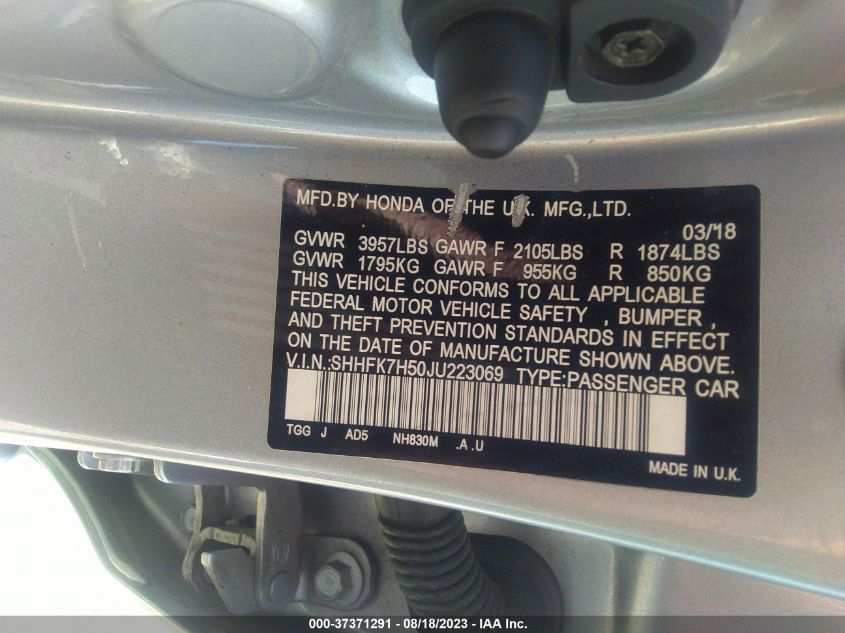 MFD.BY HONDA OF THE U.K. MFG.,LTD.
03/18
GVWR 3957LBS GAWR F 2105LBS R 1874LBS
GVWR 1795KG GAWR F 955KG R 850KG
THIS VEHICLE CONFORMS TO ALL APPLICABLE
FEDERAL MOTOR VEHICLE SAFETY , BUMPER ,
AND THEFT PREVENTION STANDARDS IN EFFECT
ON THE DATE OF MANUFACTURE SHOWN ABOVE.
V.I.N.:SHHFK7H50JU223069 TYPE:PASSENGER CAR
TGG J AD5 NH830M .A .U
MADE IN U.K.
000-37371291 - 08/18/2023 - IAA Inc.